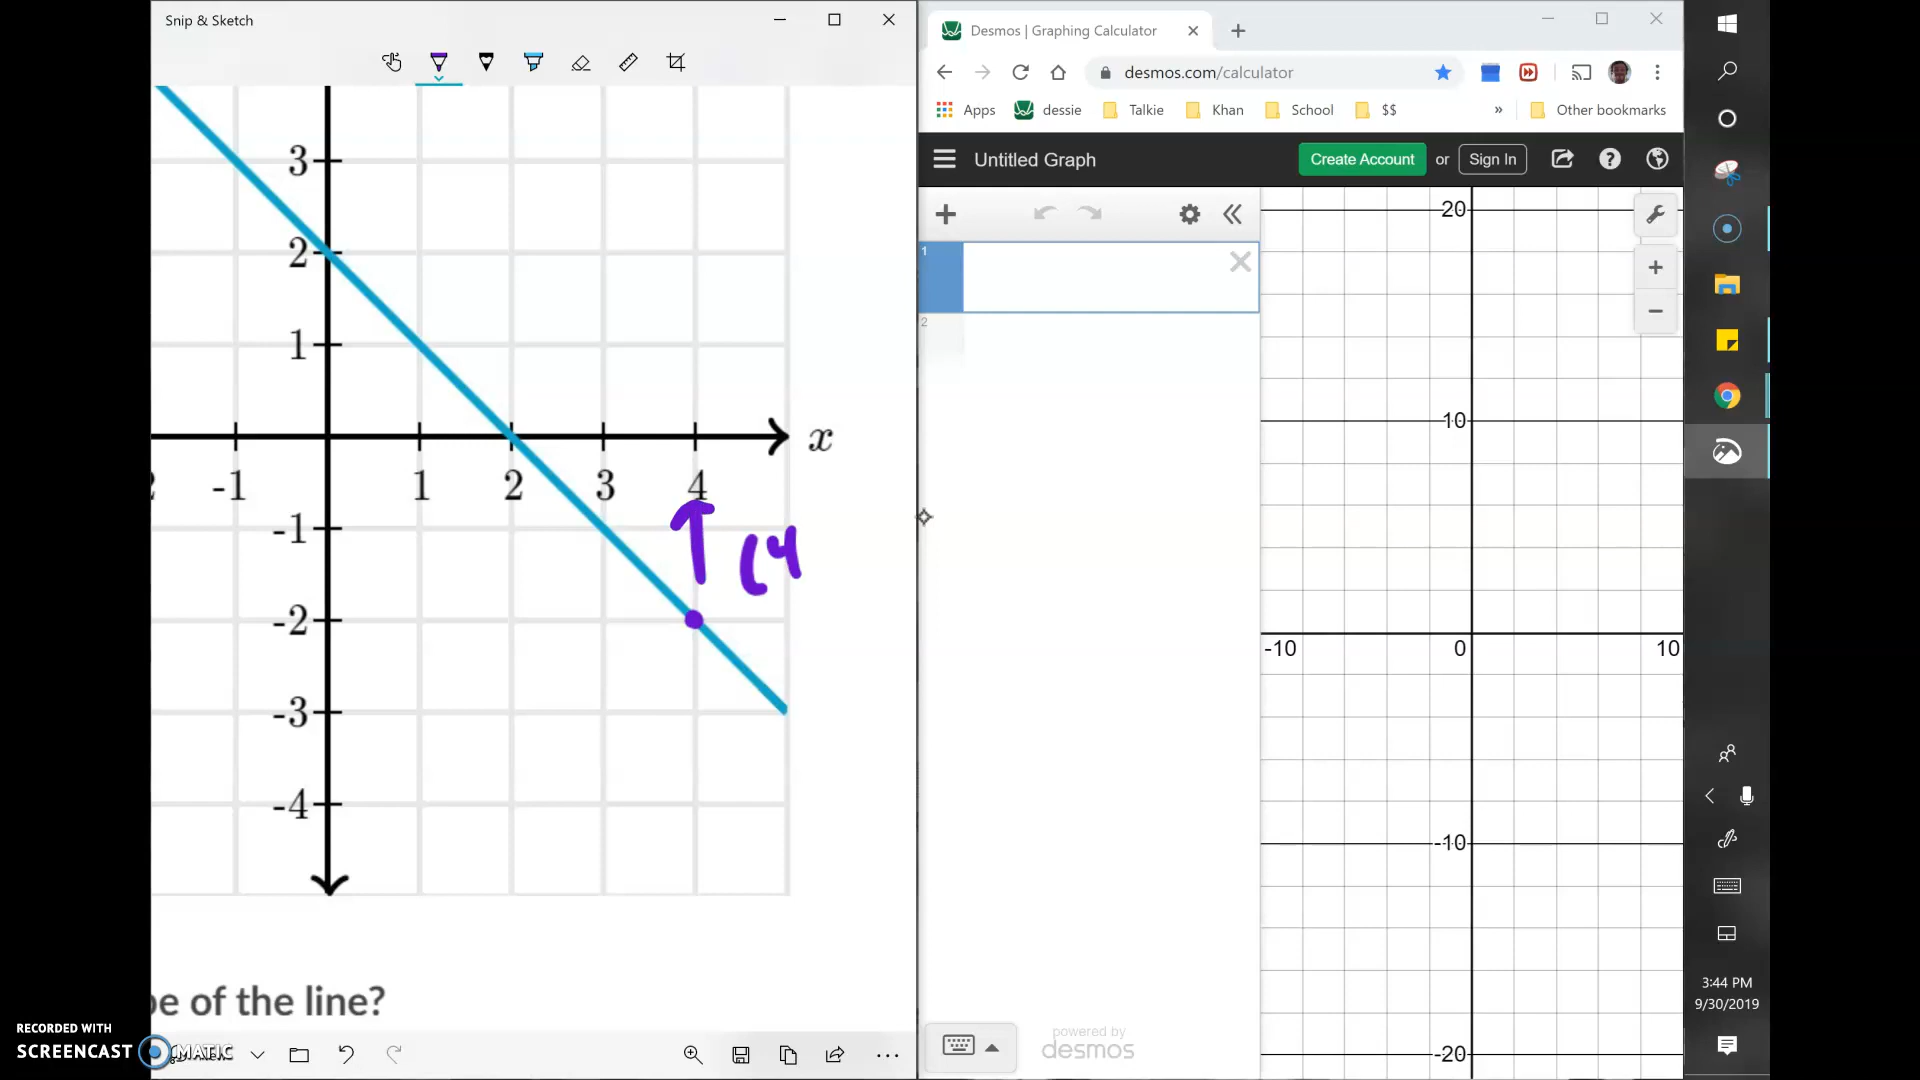 Snip & Sketch
3
2
1
x
-1
1
2
3
4
-1
(4
-2
-3
-4
pe of the line?
RECORDED WITH
SCREENCAST
MATIC
Desmos | Graphing Calculator
desmos.com/calculator
Apps
dessie
Talkie
Khan
School
$$
»
Other bookmarks
Untitled Graph
Create Account
or
Sign In
1
2
20
10
-10
0
10
-10
-20
powered by
desmos
3:44 PM
9/30/2019